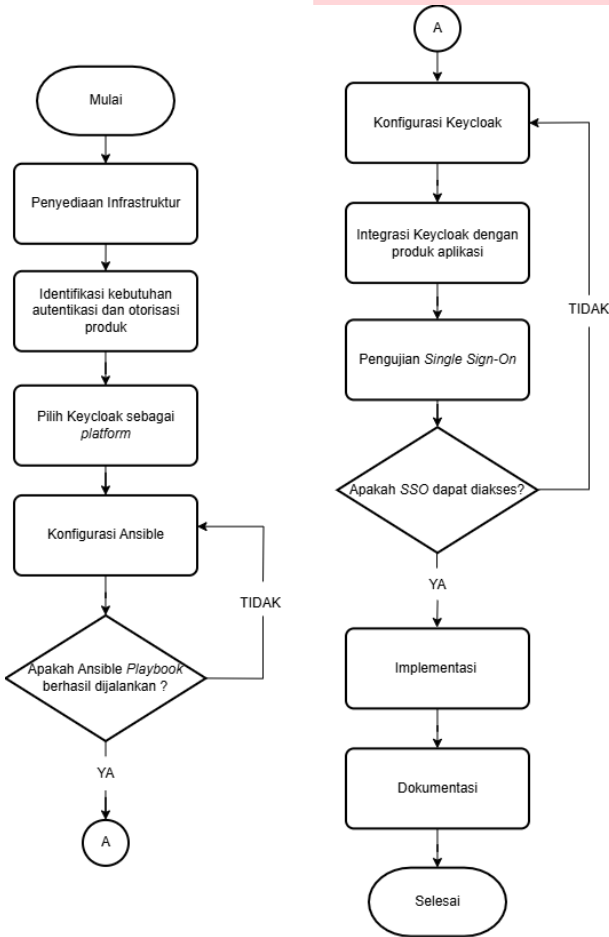 Mulai
Penyediaan Infrastruktur
Identifikasi kebutuhan
autentikasi dan otorisasi
produk
Pilih Keycloak sebagai
platform
Konfigurasi Ansible
TIDAK
Apakah Ansible Playbook
berhasil dijalankan ?
YA
A
A
Konfigurasi Keycloak
Integrasi Keycloak dengan
produk aplikasi
TIDAK
Pengujian Single Sign-On
Apakah SSO dapat diakses?
YA
Implementasi
Dokumentasi
Selesai